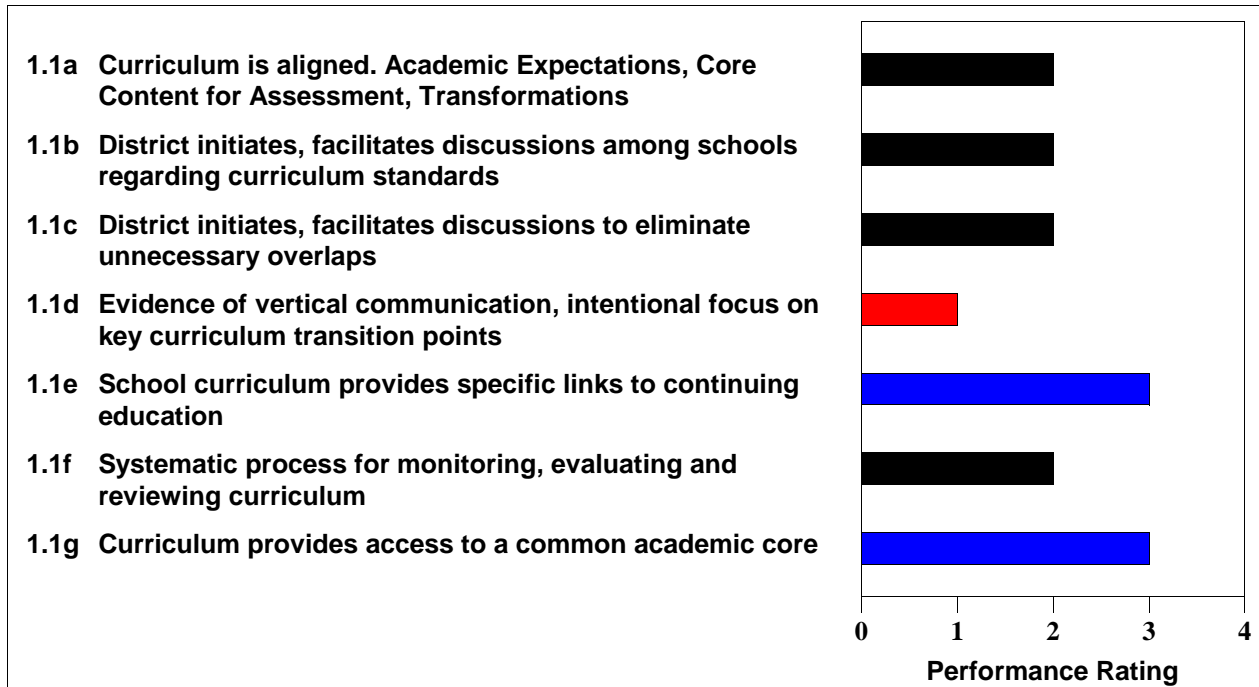 1.1a Curriculum is aligned. Academic Expectations, Core
Content for Assessment, Transformations
1.1b District initiates, facilitates discussions among schools
regarding curriculum standards
1.1c District initiates, facilitates discussions to eliminate
unnecessary overlaps
1.1d Evidence of vertical communication, intentional focus on
key curriculum transition points
1.1e School curriculum provides specific links to continuing
education
1.1f Systematic process for monitoring, evaluating and
reviewing curriculum
1.1g Curriculum provides access to a common academic core
0 1 2 3 4
Performance Rating